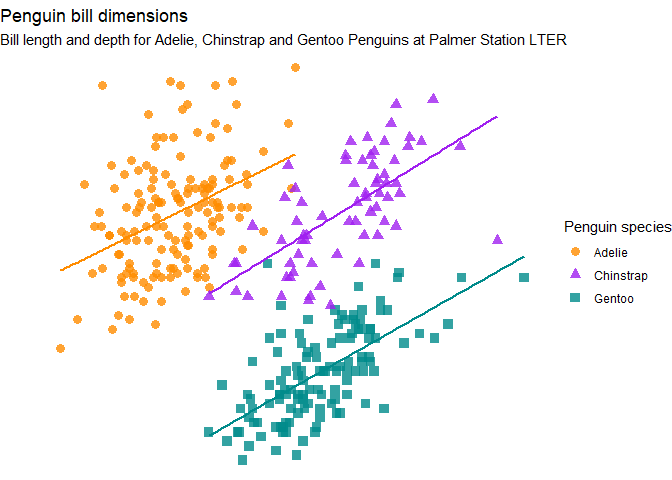 Penguin bill dimensions
Bill length and depth for Adelie, Chinstrap and Gentoo Penguins at Palmer Station LTER
Penguin species
Adelie
Chinstrap
Gentoo